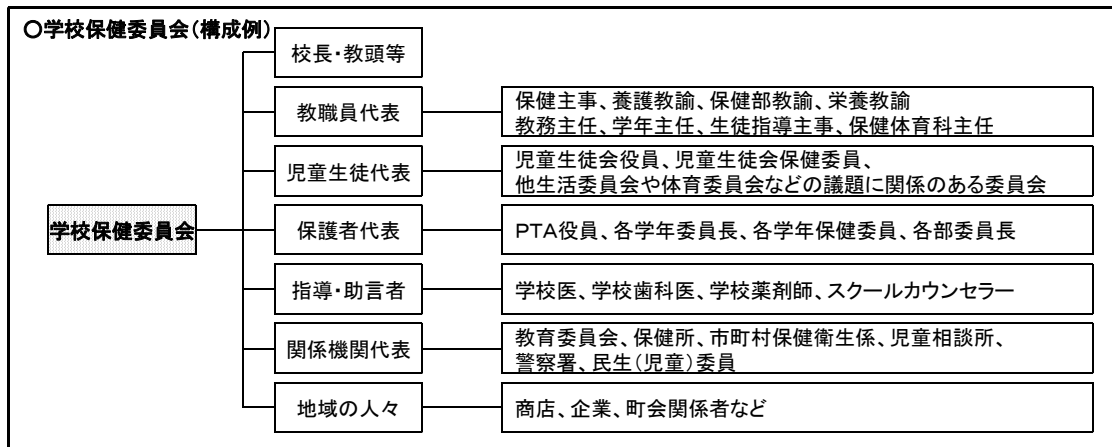 〇学校保健委員会(構成例)
校長・教頭等
教職員代表
保健主事、養護教諭、保健部教諭、栄養教諭
教務主任、学年主任、生徒指導主事、保健体育科主任
児童生徒代表
児童生徒会役員、児童生徒会保健委員、
他生活委員会や体育委員会などの議題に関係のある委員会
学校保健委員会
保護者代表
PTA役員、各学年委員長、各学年保健委員、各部委員長
指導・助言者
学校医、学校歯科医、学校薬剤師、スクールカウンセラー
関係機関代表
教育委員会、保健所、市町村保健衛生係、児童相談所、
警察署、民生(児童)委員
地域の人々
商店、企業、町会関係者など